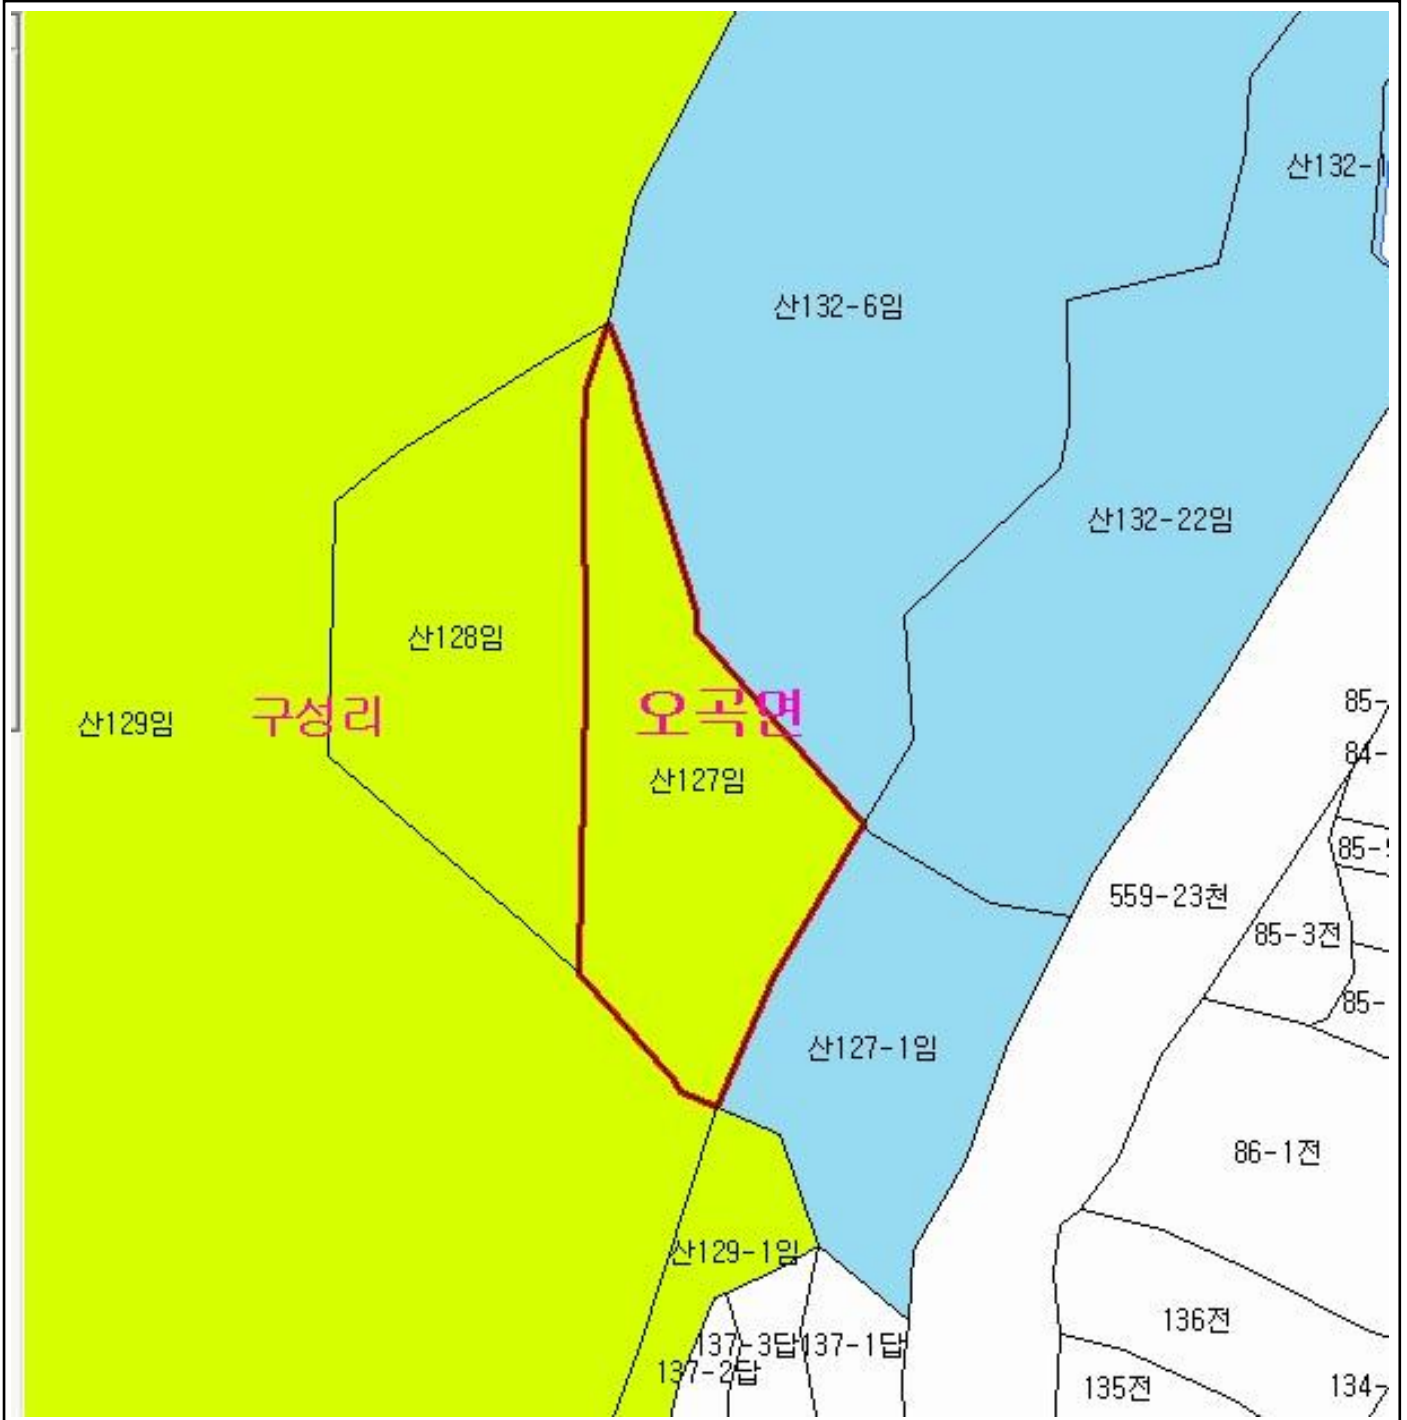 산132-
산132-6임
산132-22임
산128임
85-
오곡면
구성리
산129임
84-
산127임
85-5
559-23천
85-3전
85-
산127-1임
86-1전
산129-1임
136전
137-3답
137-1답
137-2답
135전
134-